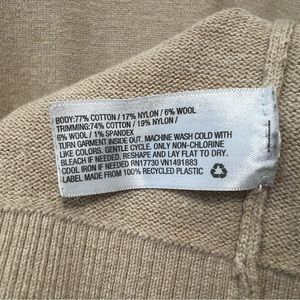 BODY:77% COTTON / 17% NYLON / 6% WOOL
TRIMMING:74% COTTON / 19% NYLON /
6% WOOL / 1% SPANDEX
TURN GARMENT INSIDE OUT. MACHINE WASH COLD WITH
LIKE COLORS. GENTLE CYCLE. ONLY NON-CHLORINE
BLEACH IF NEEDED. RESHAPE AND LAY FLAT TO DRY.
COOL IRON IF NEEDED RN17730 VN1491883
LABEL MADE FROM 100% RECYCLED PLASTIC